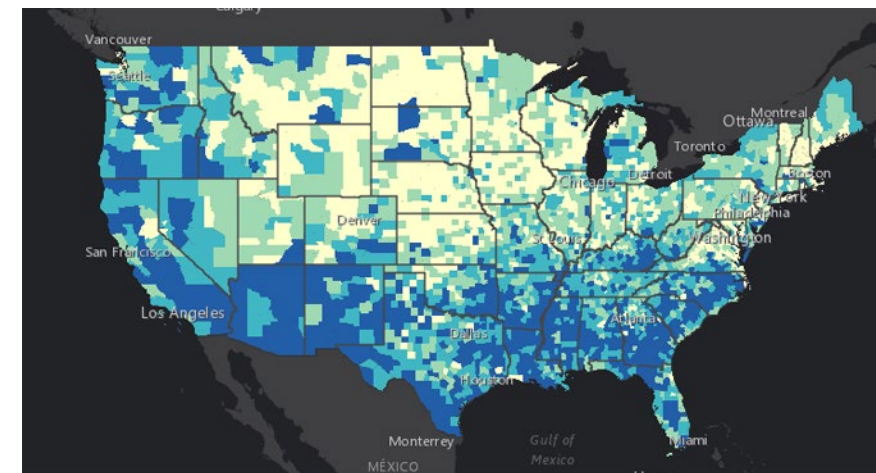 Calgary
Vancouver
Seattle
Ottawa
Montreal
Toronto
Boston
Detroit
Chicago
New York
Philadelphia
Denver
St Louis
Washington
San Francisco
Los Angeles
Atlanta
Dallas
Houston
Miami
Monterrey
Gulf of
Mexico
MÉXICO